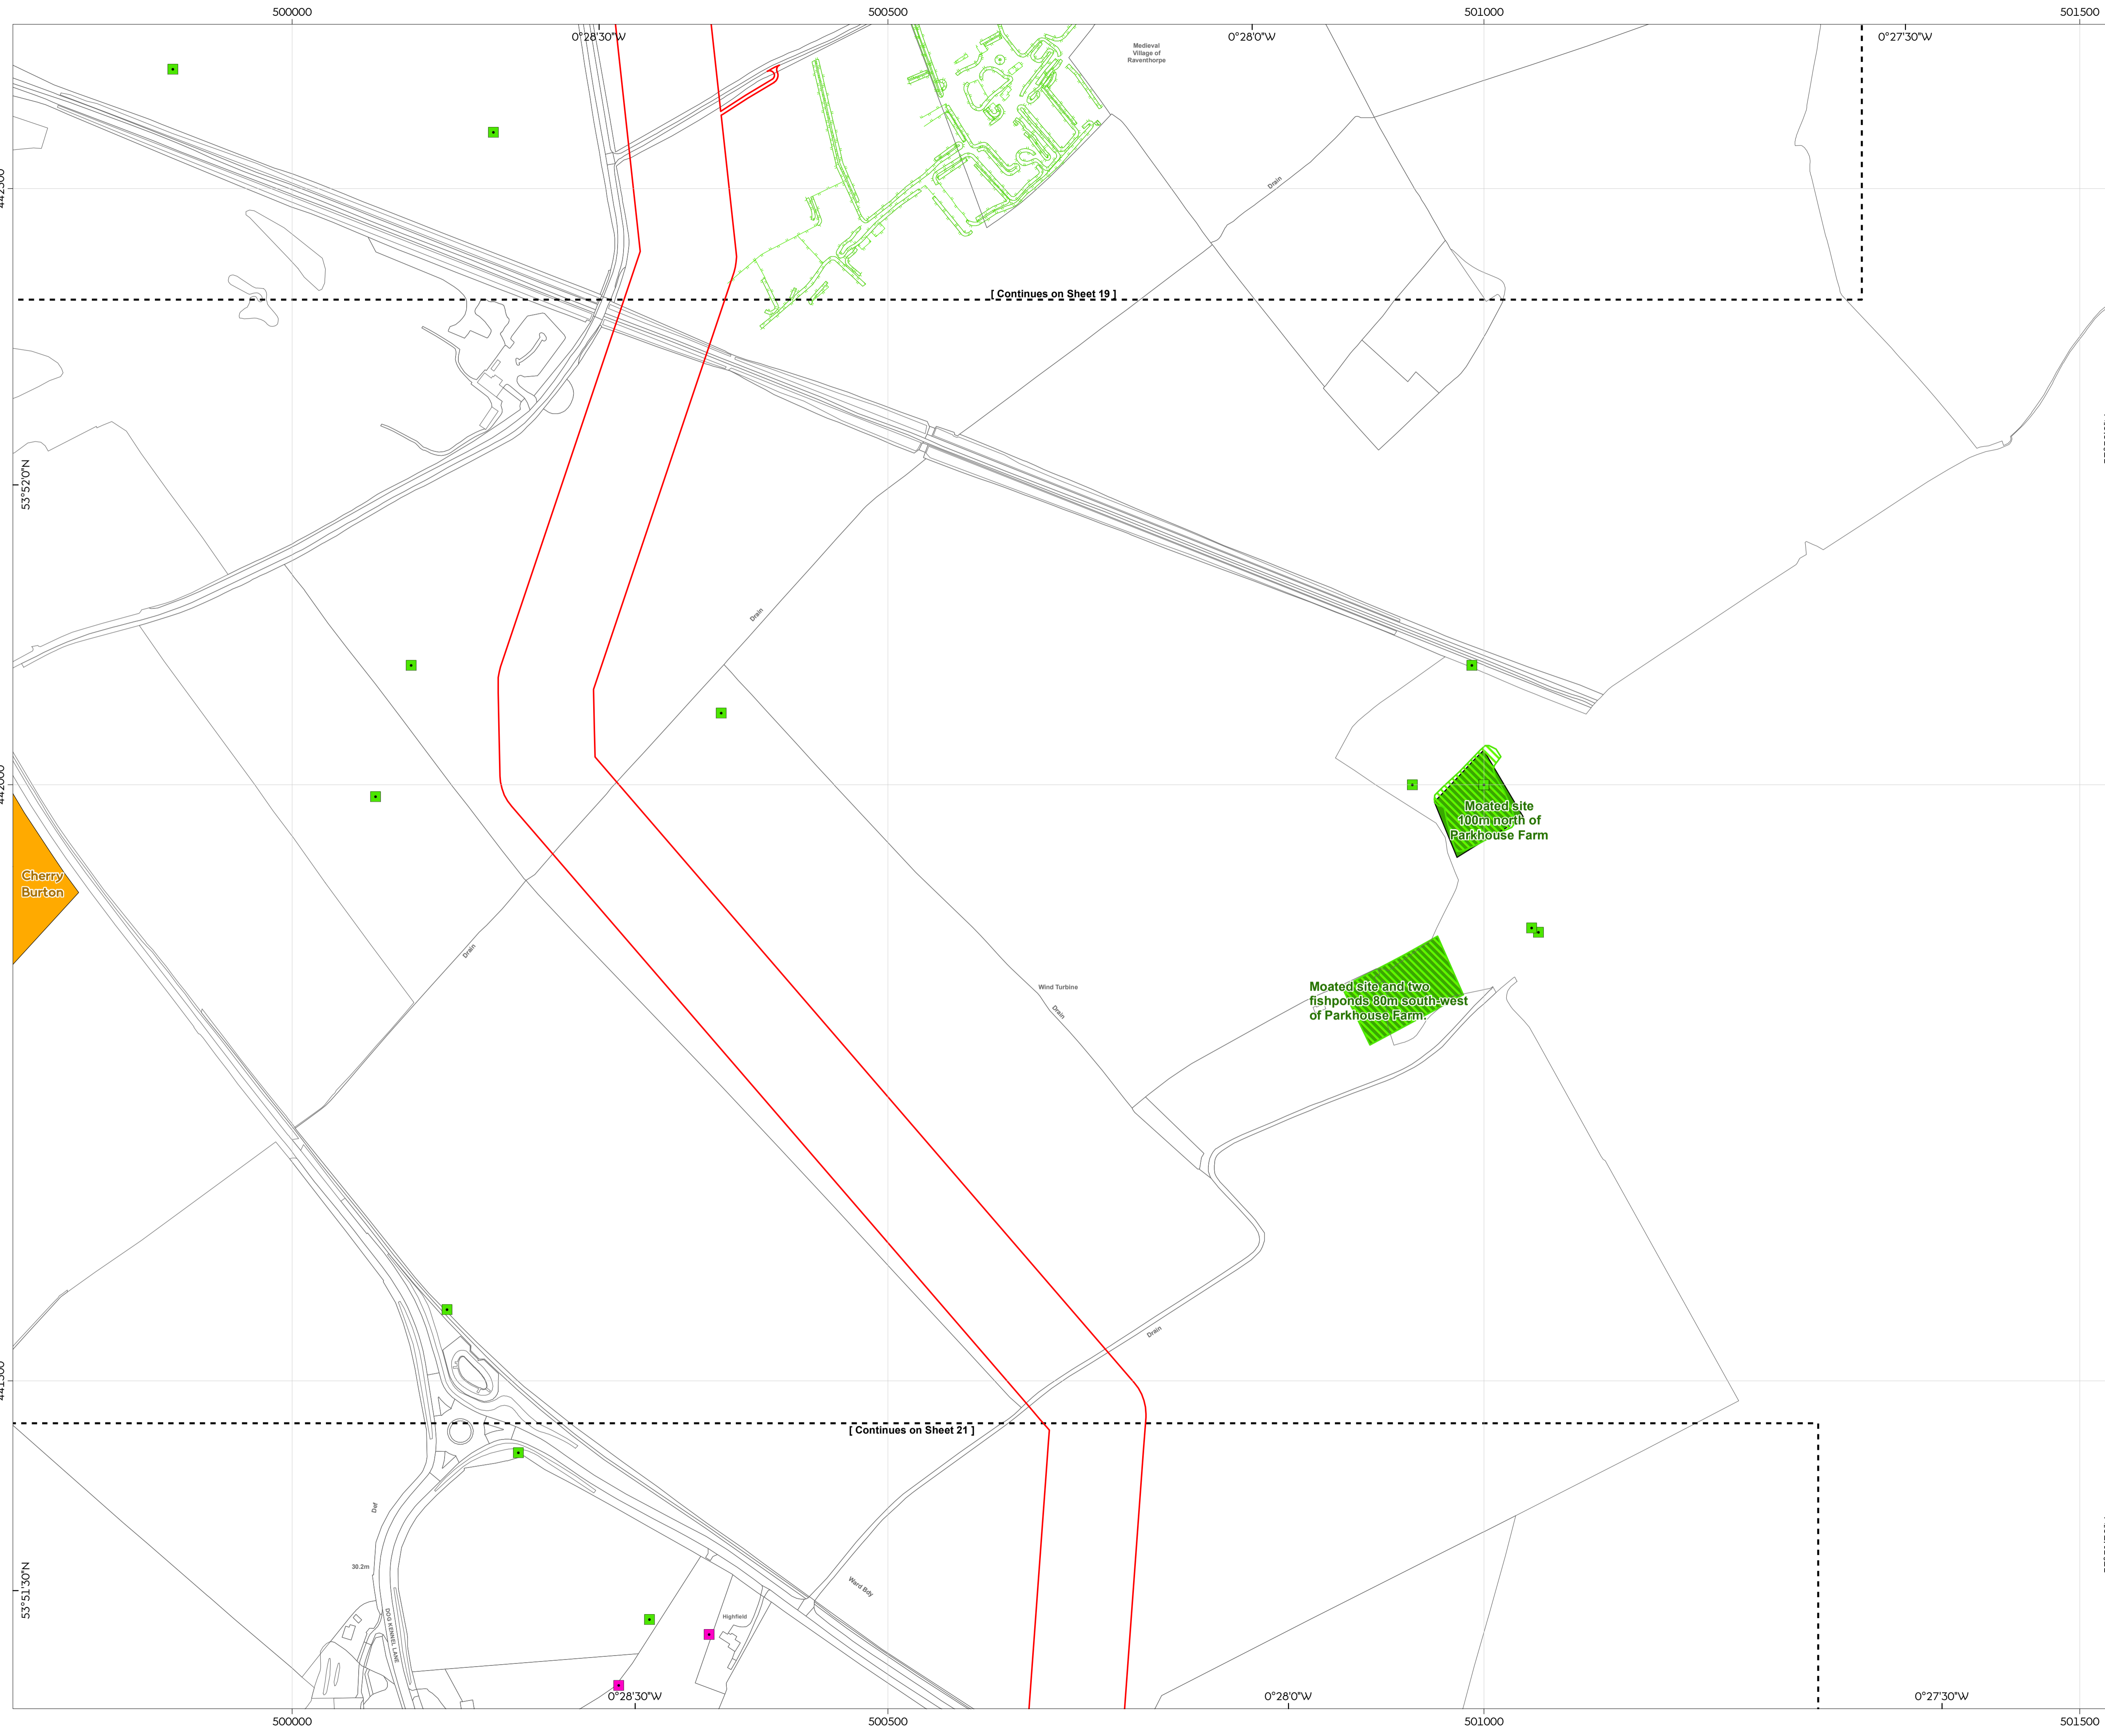 500000
500500
501000
501500
0°28'30"W
0°28'0"W
0°27'30"W
Medieval
Village of
Raventhorpe
Drain
[ Continues on Sheet 19 ]
53°52'0"N
Drain
442000
Moated site
100m north of
Parkhouse Farm
Cherry
Burton
Drain
Wind Turbine
Drain
Moated site and two
fishponds 80m south-west
of Parkhouse Farm.
Drain
[ Continues on Sheet 21 ]
Def
30.2m
53°51'30"N
Ward Bdy
DOG KENNEL LANE
Highfield
0°28'30"W
0°28'0"W
0°27'30"W
500000
500500
501000
501500